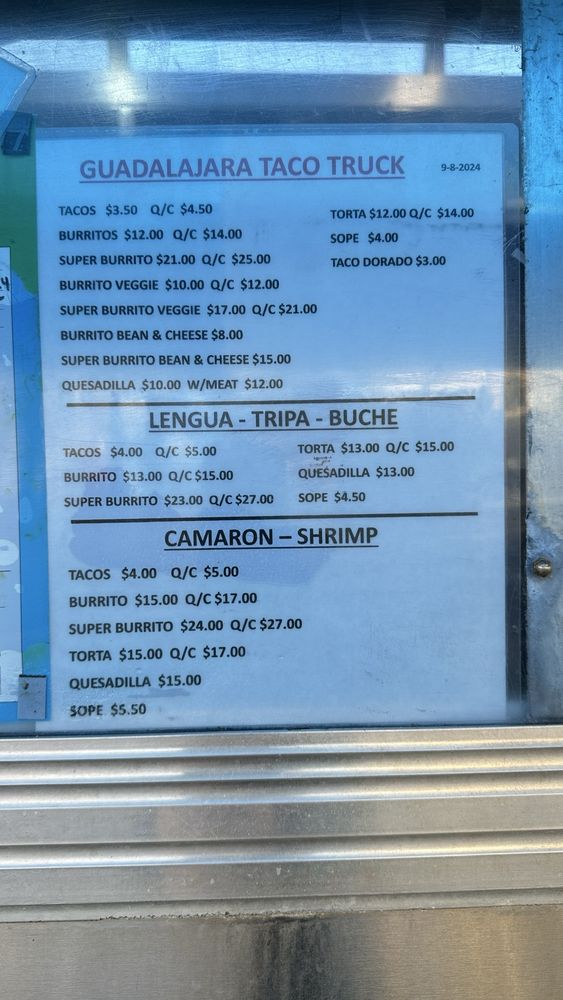 GUADALAJARA TACO TRUCK 9-8-2024
TACOS $3.50 Q/C $4.50
BURRITOS $12.00 Q/C $14.00
SUPER BURRITO $21.00 Q/C $25.00
BURRITO VEGGIE $10.00 Q/C $12.00
SUPER BURRITO VEGGIE $17.00 Q/C $21.00
BURRITO BEAN & CHEESE $8.00
SUPER BURRITO BEAN & CHEESE $15.00
QUESADILLA $10.00 W/MEAT $12.00
TORTA $12.00 Q/C $14.00
SOPE $4.00
TACO DORADO $3.00
LENGUA - TRIPA - BUCHE
TACOS $4.00 Q/C $5.00
BURRITO $13.00 Q/C $15.00
SUPER BURRITO $23.00 Q/C $27.00
TORTA $13.00 Q/C $15.00
QUESADILLA $13.00
SOPE $4.50
CAMARON – SHRIMP
TACOS $4.00 Q/C $5.00
BURRITO $15.00 Q/C $17.00
SUPER BURRITO $24.00 Q/C $27.00
TORTA $15.00 Q/C $17.00
QUESADILLA $15.00
SOPE $5.50